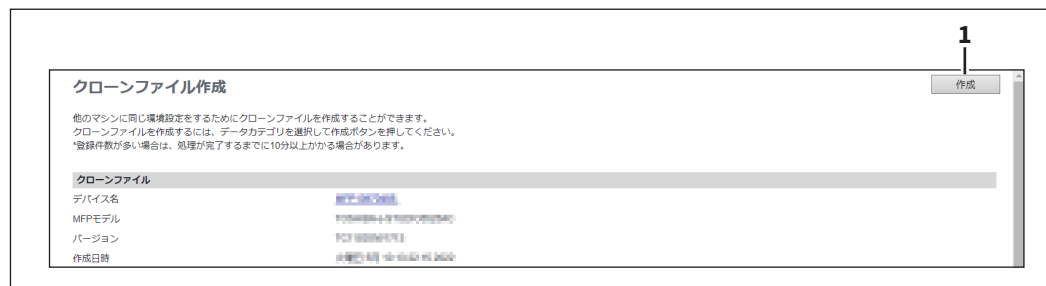 1
クローンファイル作成
作成
他のマシンに同じ環境設定をするためにクローンファイルを作成することができます。
クローンファイルを作成するには、データカテゴリを選択して作成ボタンを押してください。
*登録件数が多い場合は、処理が完了するまでに10分以上かかる場合があります。
クローンファイル
デバイス名
MFPモデル
バージョン
作成日時